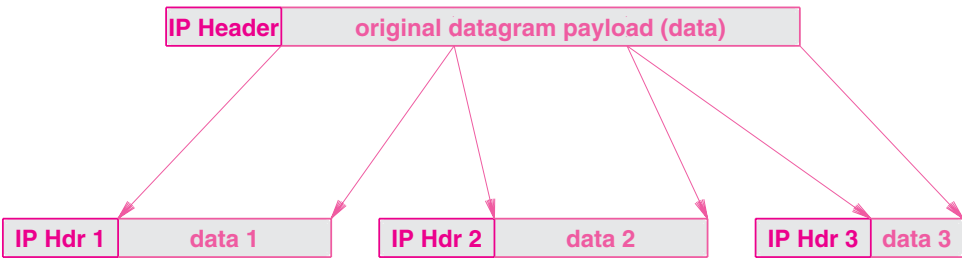 IP Header original datagram payload (data)
IP Hdr 1 data 1 IP Hdr 2 data 2 IP Hdr 3 data 3